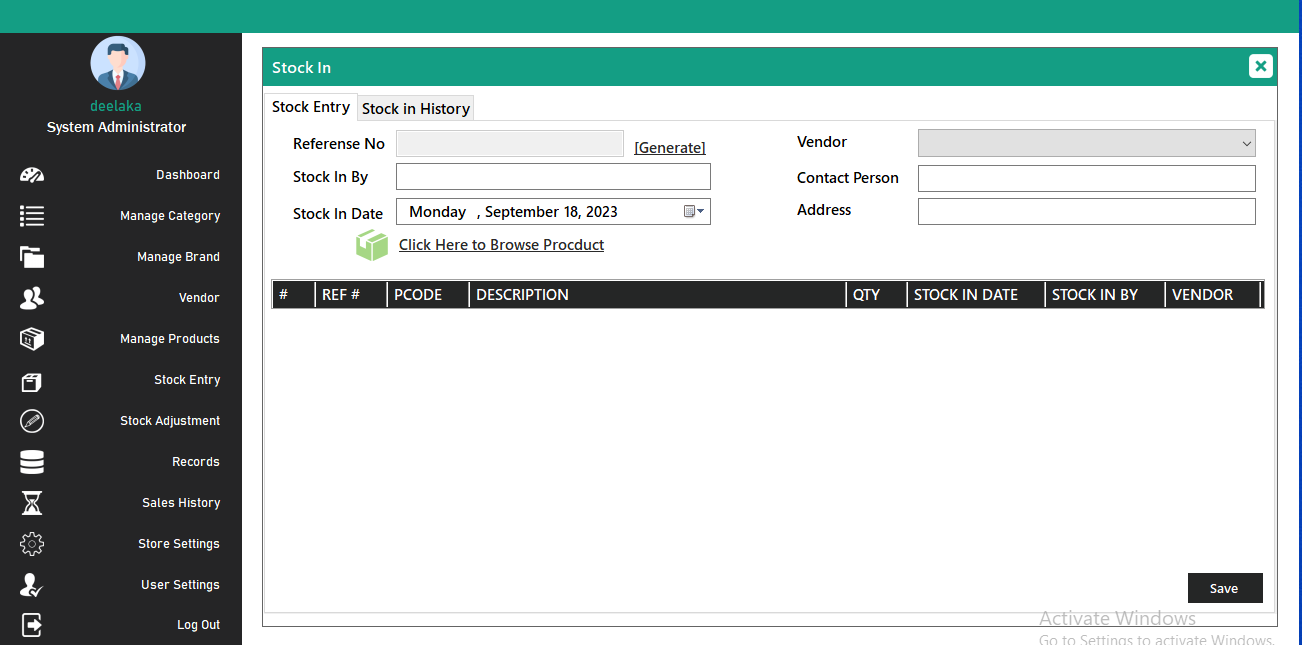 deelaka
System Administrator
Dashboard
Manage Category
Manage Brand
Vendor
Manage Products
Stock Entry
Stock Adjustment
Records
Sales History
Store Settings
User Settings
Log Out
Stock In
Stock Entry Stock in History
Referense No [Generate] Vendor
Stock In By Contact Person
Stock In Date Monday , September 18, 2023 Address
Click Here to Browse Procduct
# REF # PCODE DESCRIPTION QTY STOCK IN DATE STOCK IN BY VENDOR
Save
Activate Windows
Go to Settings to activate Windows.